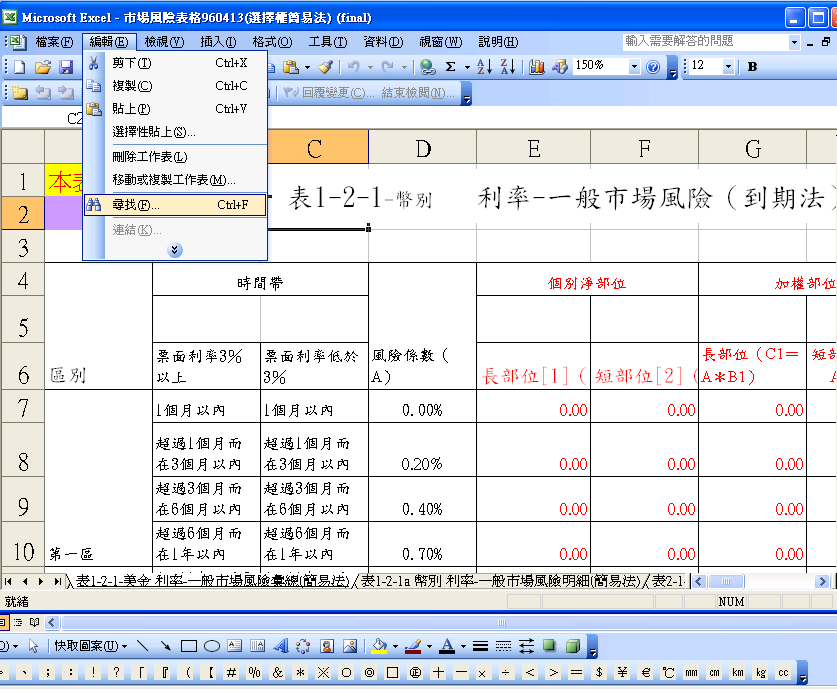 Microsoft Excel - 市場風險表格960413(選擇權簡易法) (final)
檔案(F) 編輯(E) 檢視(V) 插入(I) 格式(O) 工具(T) 資料(D) 視窗(W) 說明(H) 輸入需要解答的問題
Σ 150% 12 B
回覆變更(C)... 結束檢閱(N)...
剪下(T) Ctrl+X
複製(C) Ctrl+C
貼上(P) Ctrl+V
選擇性貼上(S)...
刪除工作表(L)
移動或複製工作表(M)...
尋找(F)... Ctrl+F
連結(K)...
C D E F G
1 本
2 表1-2-1-幣別 利率-一般市場風險（到期法）
3
4 時間帶 個別淨部位 加權部位
5
6 區別 票面利率3%以上 票面利率低於3% 風險係數（A） 長部位[1]（ 短部位[2]（ 長部位（C1=A*B1）
7 1個月以內 1個月以內 0.00% 0.00 0.00 0.00
8 超過1個月而在3個月以內 超過1個月而在3個月以內 0.20% 0.00 0.00 0.00
9 超過3個月而在6個月以內 超過3個月而在6個月以內 0.40% 0.00 0.00 0.00
10 第一區 超過6個月而在1年以內 超過6個月而在1年以內 0.70% 0.00 0.00 0.00
表1-2-1-美金 利率-一般市場風險彙總(簡易法) 表1-2-1a 幣別 利率-一般市場風險明細(簡易法) 表2-1-
就緒 NUM
快取圖案(U)
、 ； ： ！ ？ 「 『 （ 【 # % & * ※ ○ ◎ □ ㊣ + － × ÷ < > = $ ¥ € ℃ mm cm km kg cc